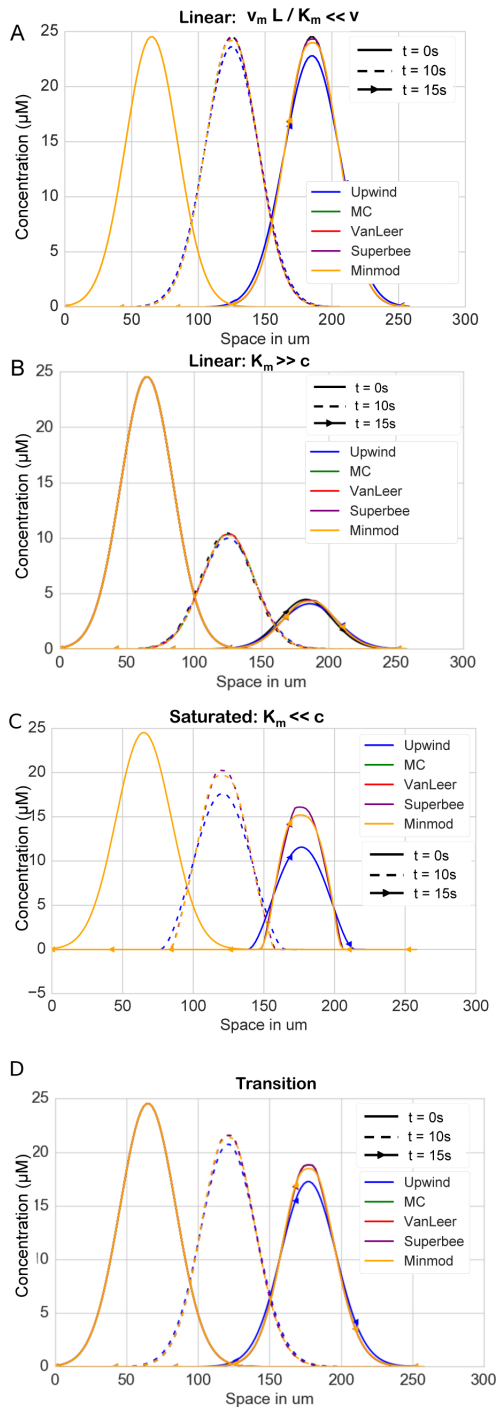 A
Linear: v_m L / K_m << v
Concentration (µM)
25
20
15
10
5
0
t = 0s
t = 10s
t = 15s
Upwind
MC
VanLeer
Superbee
Minmod
0 50 100 150 200 250 300
Space in um
B
Linear: K_m >> c
Concentration (µM)
25
20
15
10
5
0
t = 0s
t = 10s
t = 15s
Upwind
MC
VanLeer
Superbee
Minmod
0 50 100 150 200 250 300
Space in um
C
Saturated: K_m << c
Concentration (µM)
25
20
15
10
5
0
−5
Upwind
MC
VanLeer
Superbee
Minmod
t = 0s
t = 10s
t = 15s
0 50 100 150 200 250 300
Space in um
D
Transition
Concentration (µM)
25
20
15
10
5
0
t = 0s
t = 10s
t = 15s
Upwind
MC
VanLeer
Superbee
Minmod
0 50 100 150 200 250 300
Space in um